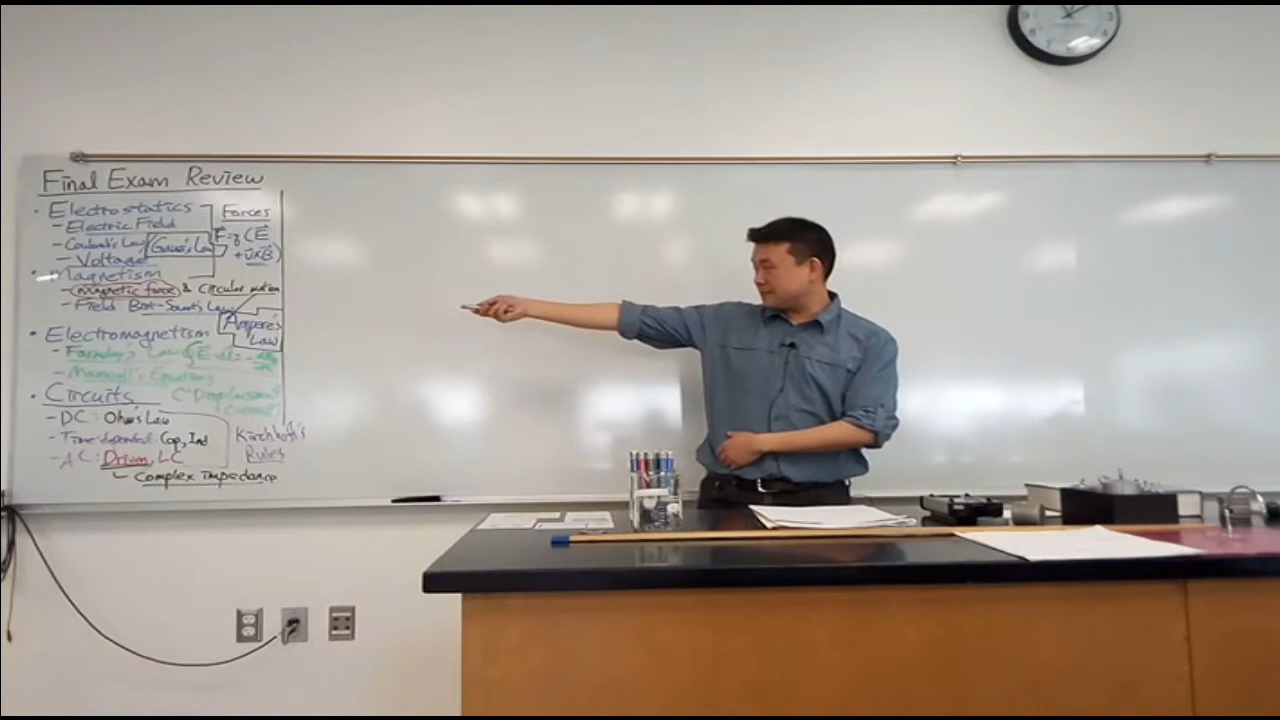 Final Exam Review
• Electrostatics
- Electric Field
- Coulomb's Law Gauss's Law
- Voltage
Forces
F = q (E
+ v×B)
• Magnetism
- magnetic force & Circular motion
- Field Biot-Savart's Law
Ampere's
Law
• Electromagnetism
- Faraday's Law
- Maxwell's Equations
Displacement
Current
• Circuits
- DC: Ohm's Law
- Time-dependent Cap, Ind
- AC: Driven, LC
Complex impedance
Kirchhoff's
Rules